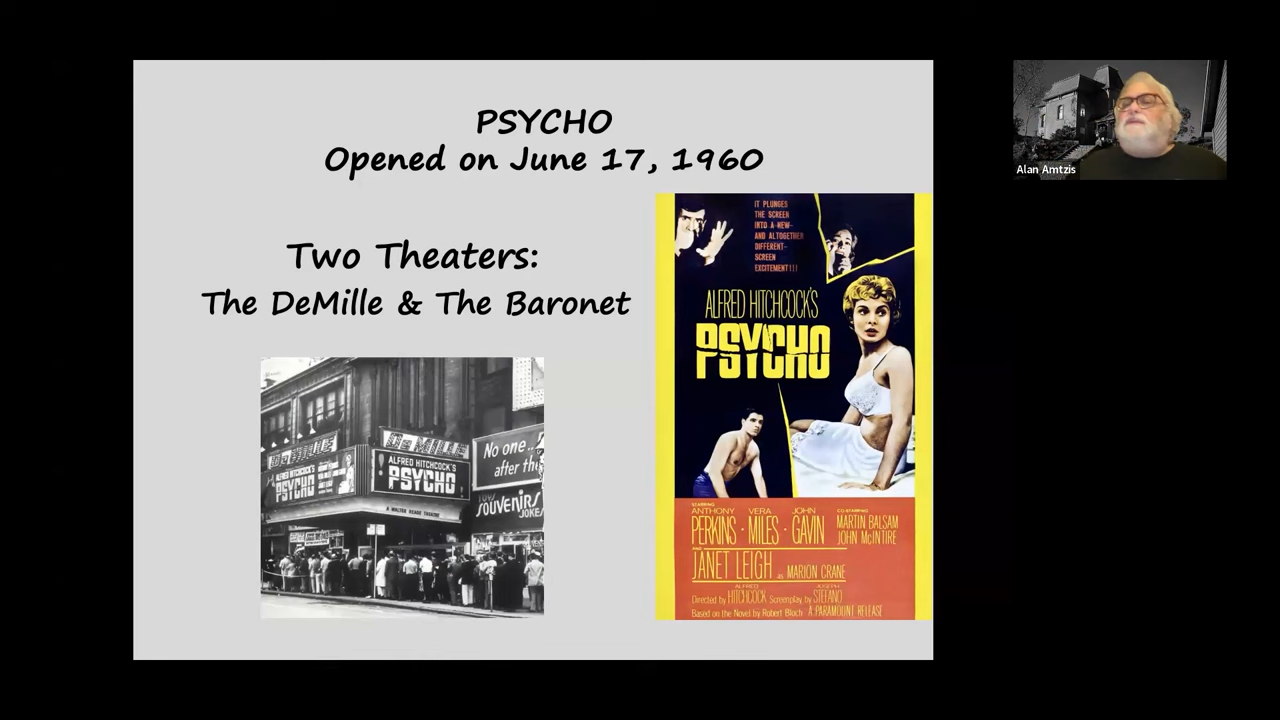 PSYCHO
Opened on June 17, 1960
Two Theaters:
The DeMille & The Baronet
DeMILLE
ALFRED HITCHCOCK'S
PSYCHO
DeMILLE
ALFRED HITCHCOCK'S
PSYCHO
A WALTER READE THEATRE
No one..
after the
SOUVENIRS
JOKES
IT PLUNGES
THE SCREEN
INTO A NEW-
AND ALTOGETHER
DIFFERENT-
SCREEN
EXCITEMENT!!!
ALFRED HITCHCOCK'S
PSYCHO
STARRING
ANTHONY PERKINS · VERA MILES · JOHN GAVIN
CO-STARRING
MARTIN BALSAM
JOHN McINTIRE
AND
JANET LEIGH as MARION CRANE
Directed by ALFRED HITCHCOCK Screenplay by JOSEPH STEFANO
Based on the Novel by Robert Bloch A PARAMOUNT RELEASE
Alan Amtzis